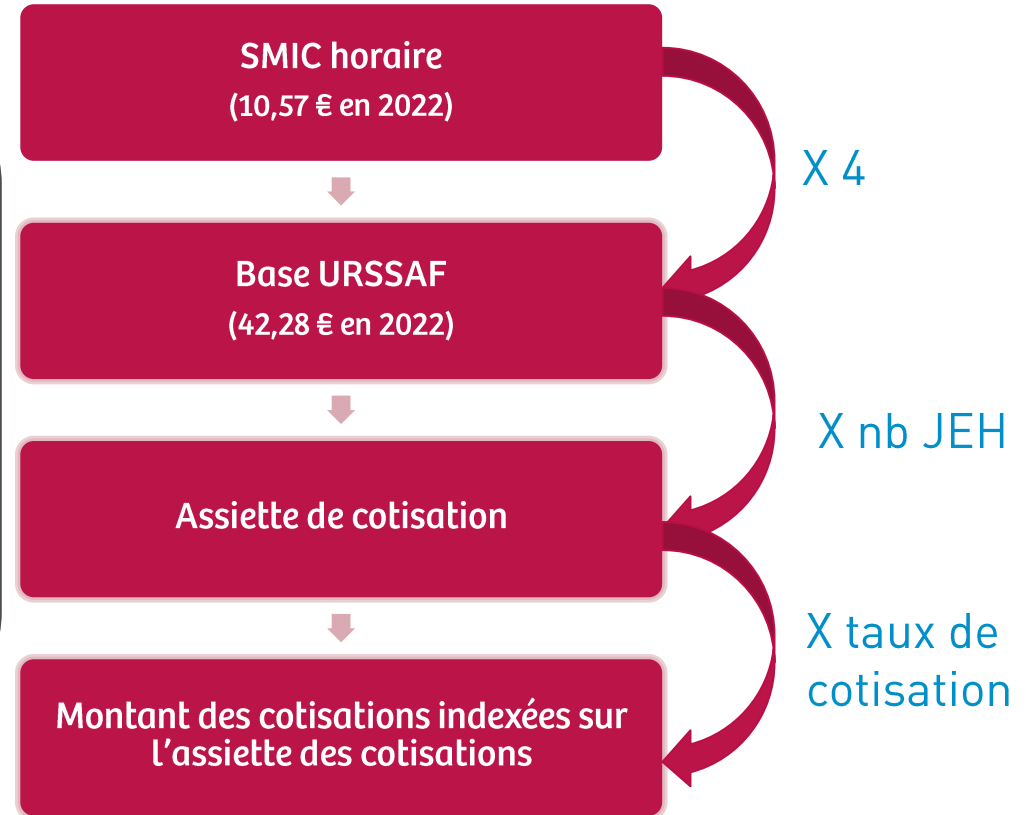 SMIC horaire
(10,57 € en 2022)
X 4
Base URSSAF
(42,28 € en 2022)
X nb JEH
Assiette de cotisation
X taux de
cotisation
Montant des cotisations indexées sur
l'assiette des cotisations